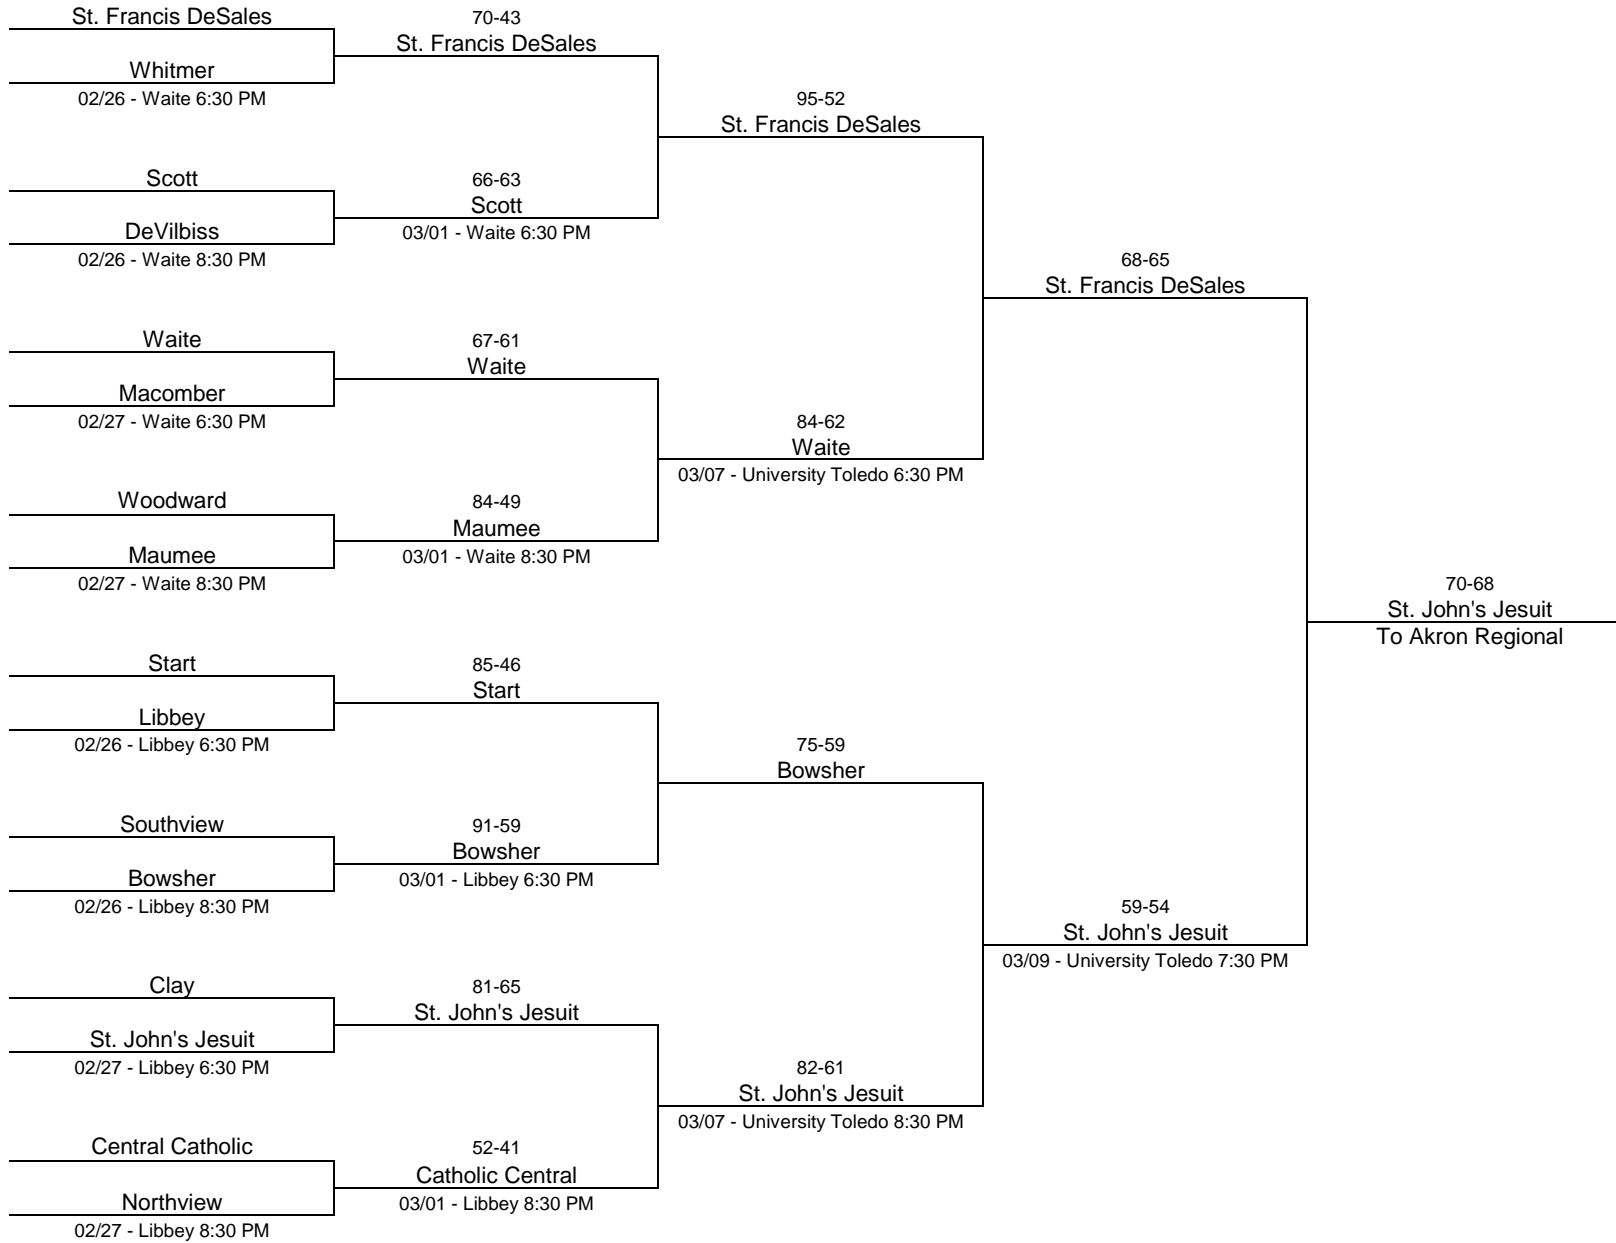 St. Francis DeSales
Whitmer
02/26 - Waite 6:30 PM
Scott
DeVilbiss
02/26 - Waite 8:30 PM
Waite
Macomber
02/27 - Waite 6:30 PM
Woodward
Maumee
02/27 - Waite 8:30 PM
Start
Libbey
02/26 - Libbey 6:30 PM
Southview
Bowsher
02/26 - Libbey 8:30 PM
Clay
St. John's Jesuit
02/27 - Libbey 6:30 PM
Central Catholic
Northview
02/27 - Libbey 8:30 PM
70-43
St. Francis DeSales
66-63
Scott
03/01 - Waite 6:30 PM
67-61
Waite
84-49
Maumee
03/01 - Waite 8:30 PM
85-46
Start
91-59
Bowsher
03/01 - Libbey 6:30 PM
81-65
St. John's Jesuit
52-41
Catholic Central
03/01 - Libbey 8:30 PM
95-52
St. Francis DeSales
84-62
Waite
03/07 - University Toledo 6:30 PM
75-59
Bowsher
82-61
St. John's Jesuit
03/07 - University Toledo 8:30 PM
68-65
St. Francis DeSales
59-54
St. John's Jesuit
03/09 - University Toledo 7:30 PM
70-68
St. John's Jesuit
To Akron Regional